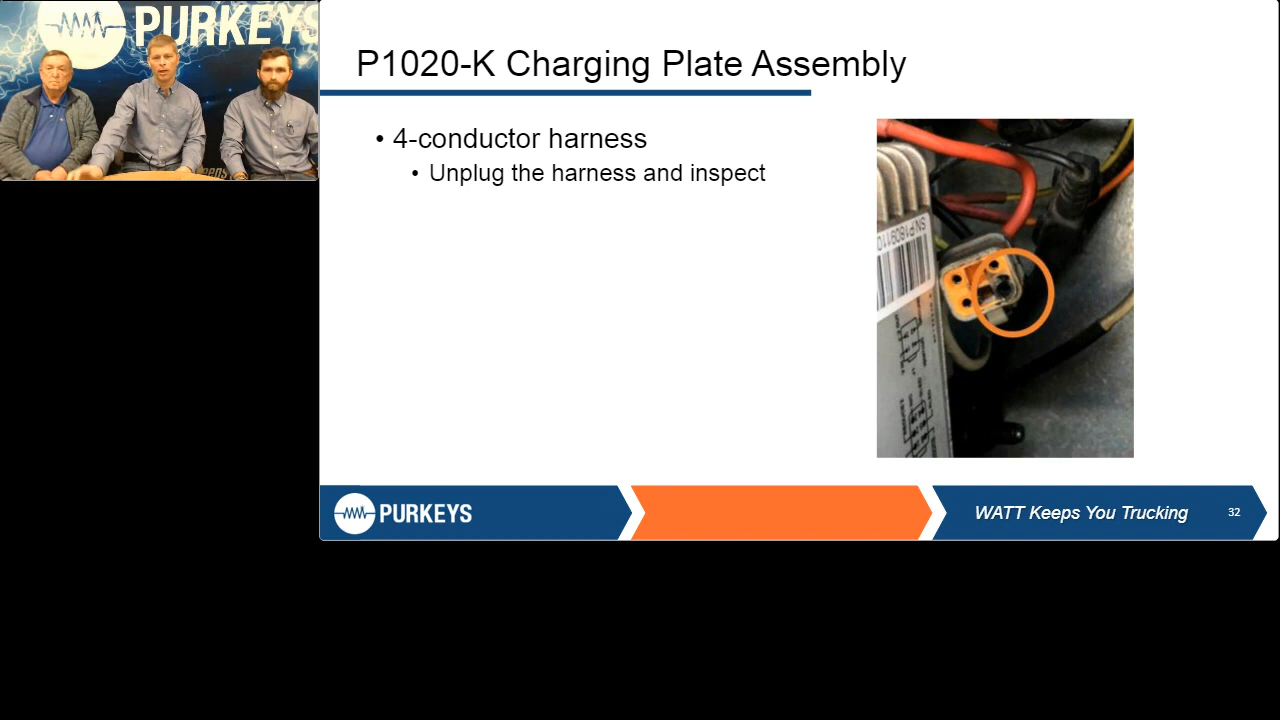 PURKEYS
P1020-K Charging Plate Assembly
• 4-conductor harness
• Unplug the harness and inspect
PURKEYS
WATT Keeps You Trucking
32